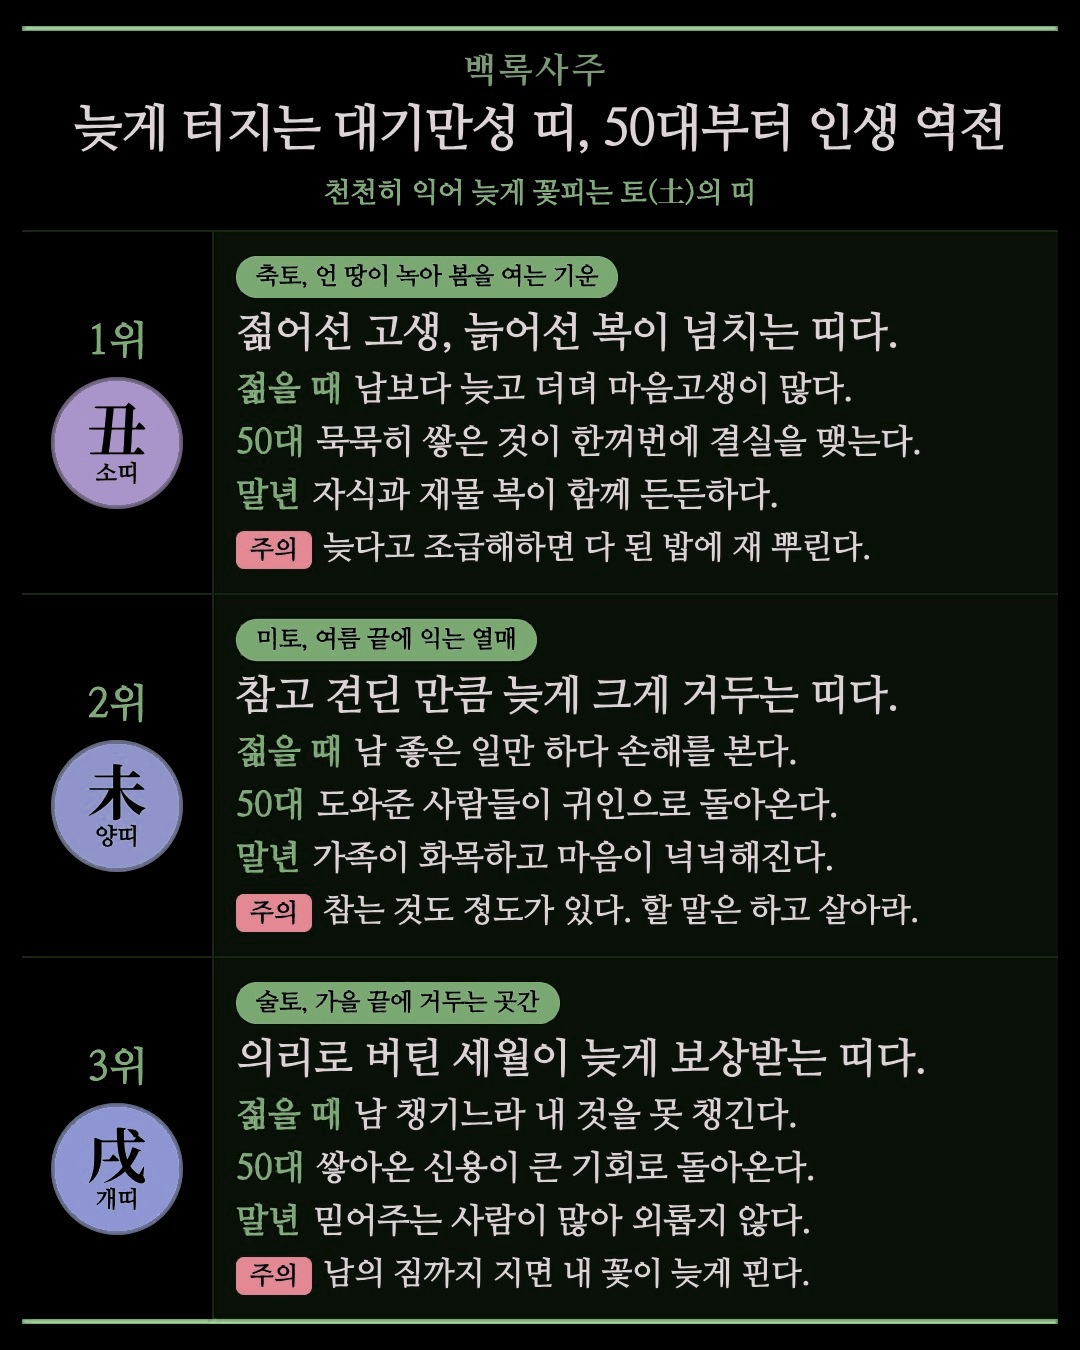 백록사주
늦게 터지는 대기만성 띠, 50대부터 인생 역전
천천히 익어 늦게 꽃피는 토(土)의 띠
1위
丑
소띠
축토, 언 땅이 녹아 봄을 여는 기운
젊어선 고생, 늙어선 복이 넘치는 띠다.
젊을 때 남보다 늦고 더뎌 마음고생이 많다.
50대 묵묵히 쌓은 것이 한꺼번에 결실을 맺는다.
말년 자식과 재물 복이 함께 든든하다.
주의 늦다고 조급해하면 다 된 밥에 재 뿌린다.
2위
未
양띠
미토, 여름 끝에 익는 열매
참고 견딘 만큼 늦게 크게 거두는 띠다.
젊을 때 남 좋은 일만 하다 손해를 본다.
50대 도와준 사람들이 귀인으로 돌아온다.
말년 가족이 화목하고 마음이 넉넉해진다.
주의 참는 것도 정도가 있다. 할 말은 하고 살아라.
3위
戌
개띠
술토, 가을 끝에 거두는 곳간
의리로 버틴 세월이 늦게 보상받는 띠다.
젊을 때 남 챙기느라 내 것을 못 챙긴다.
50대 쌓아온 신용이 큰 기회로 돌아온다.
말년 믿어주는 사람이 많아 외롭지 않다.
주의 남의 짐까지 지면 내 꽃이 늦게 핀다.